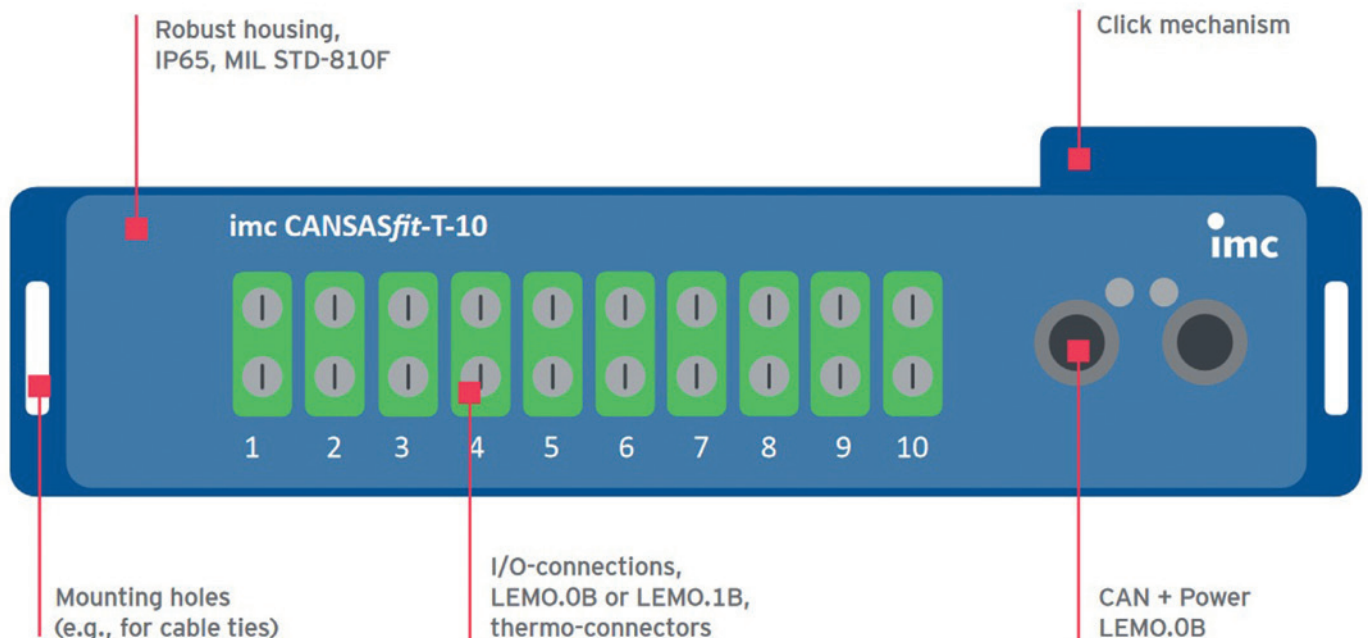 Robust housing,
IP65, MIL STD-810F
Click mechanism
imc CANSASfit-T-10
imc
1 2 3 4 5 6 7 8 9 10
Mounting holes
(e.g., for cable ties)
I/O-connections,
LEMO.0B or LEMO.1B,
thermo-connectors
CAN + Power
LEMO.0B